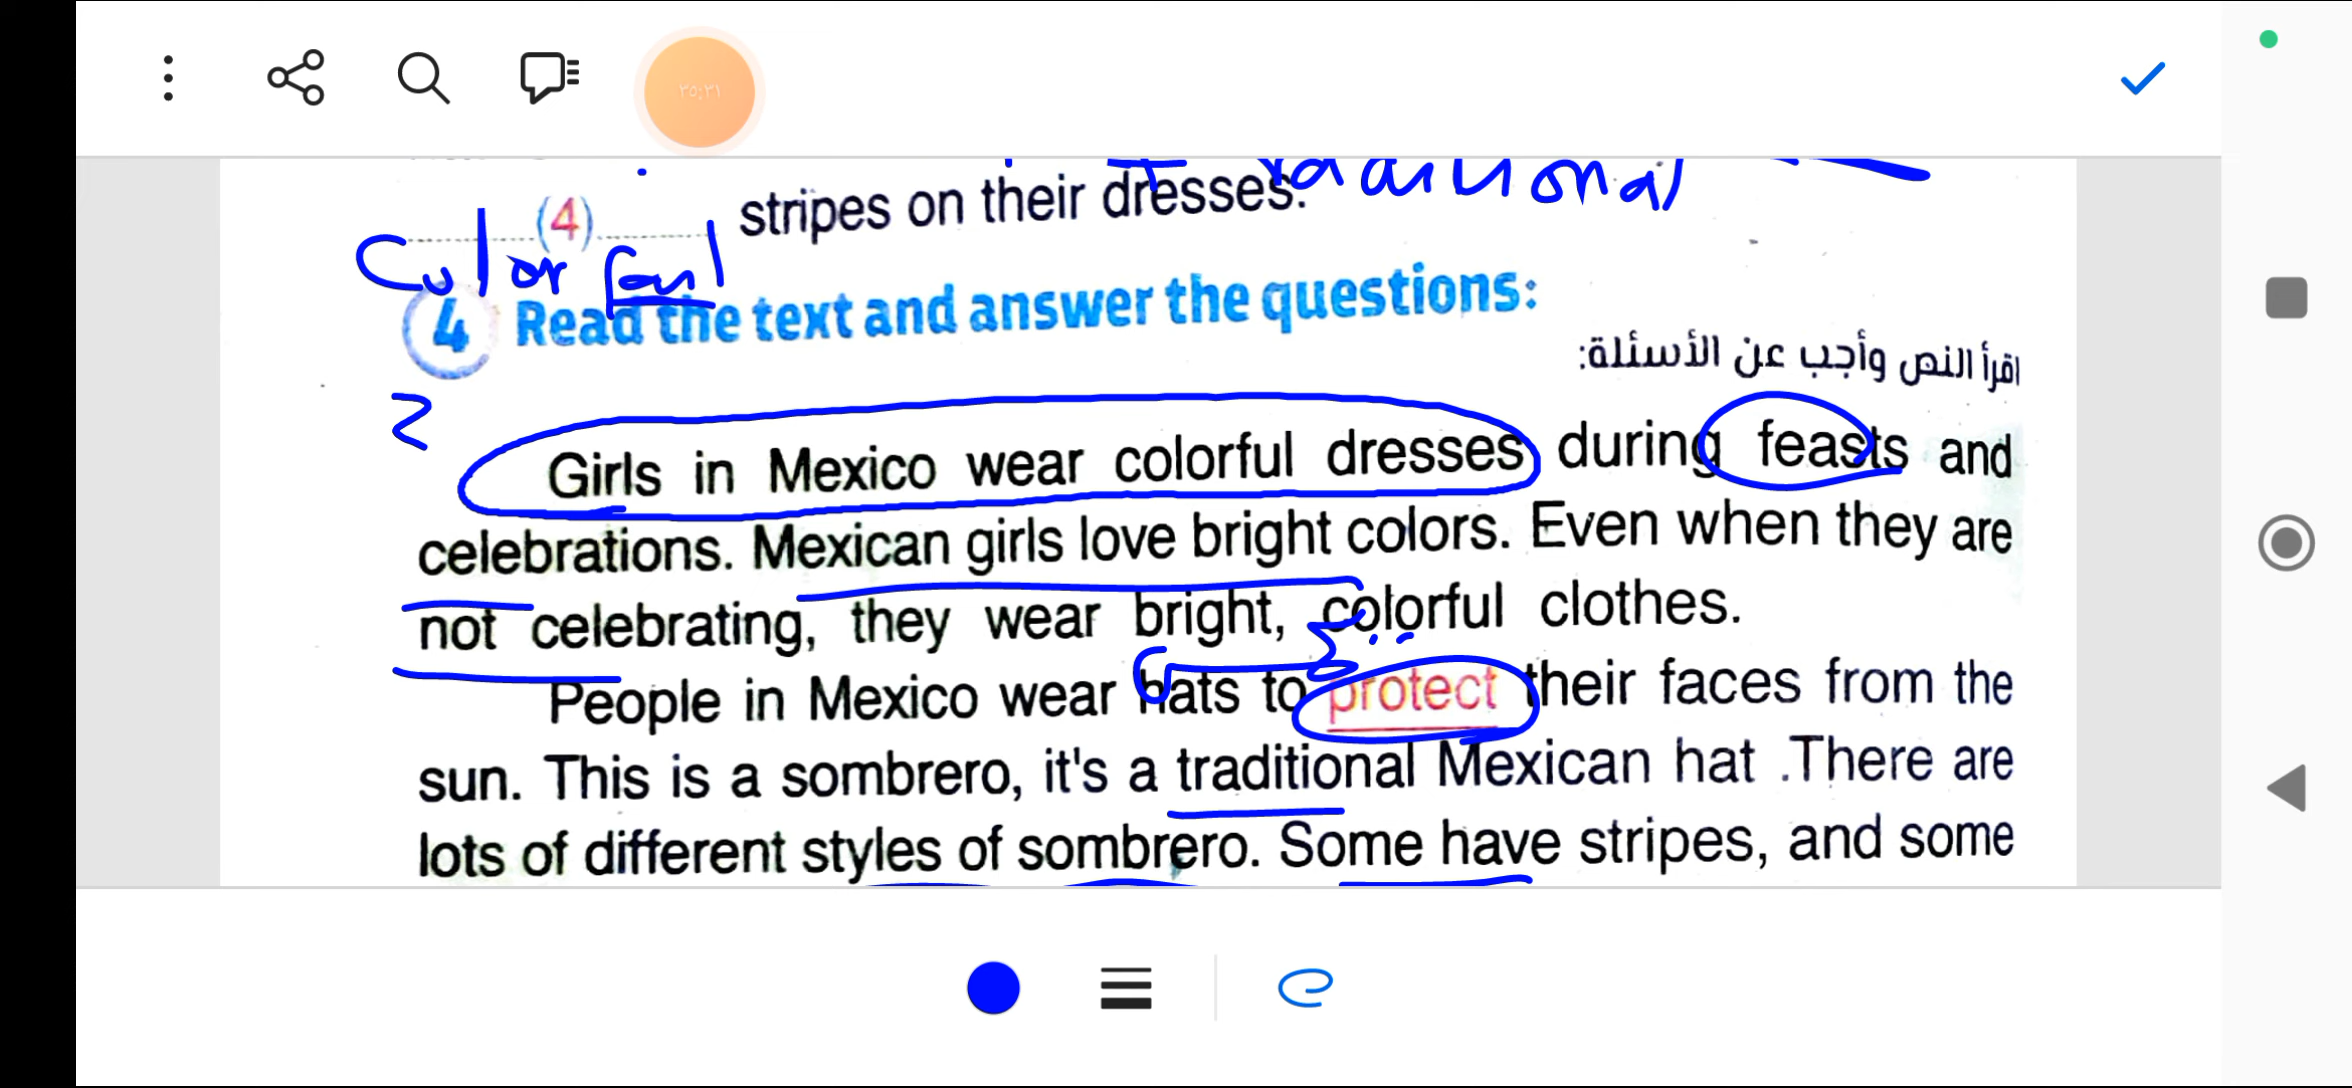 ٣٥:٣١
traditional
(4) stripes on their dresses.
Colorful
4 Read the text and answer the questions:
اقرأ النص وأجب عن الأسئلة:
Girls in Mexico wear colorful dresses during feasts and
celebrations. Mexican girls love bright colors. Even when they are
not celebrating, they wear bright, colorful clothes.
People in Mexico wear hats to protect their faces from the
sun. This is a sombrero, it's a traditional Mexican hat .There are
lots of different styles of sombrero. Some have stripes, and some